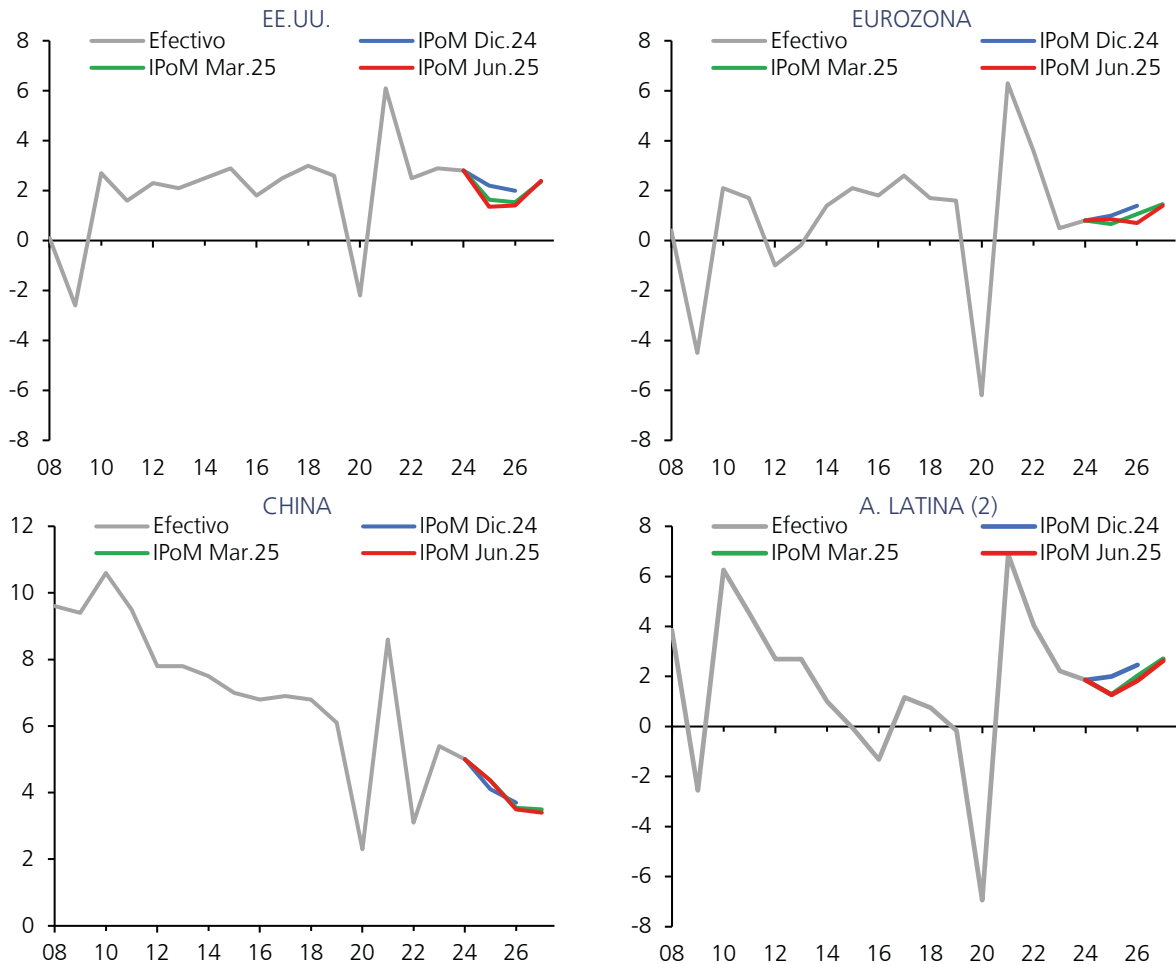 EE.UU.
Efectivo
IPoM Dic.24
IPoM Mar.25
IPoM Jun.25
8
6
4
2
0
-2
-4
-6
-8
08 10 12 14 16 18 20 22 24 26
EUROZONA
Efectivo
IPoM Dic.24
IPoM Mar.25
IPoM Jun.25
8
6
4
2
0
-2
-4
-6
-8
08 10 12 14 16 18 20 22 24 26
CHINA
Efectivo
IPoM Dic.24
IPoM Mar.25
IPoM Jun.25
12
10
8
6
4
2
0
08 10 12 14 16 18 20 22 24 26
A. LATINA (2)
Efectivo
IPoM Dic.24
IPoM Mar.25
IPoM Jun.25
8
6
4
2
0
-2
-4
-6
-8
08 10 12 14 16 18 20 22 24 26